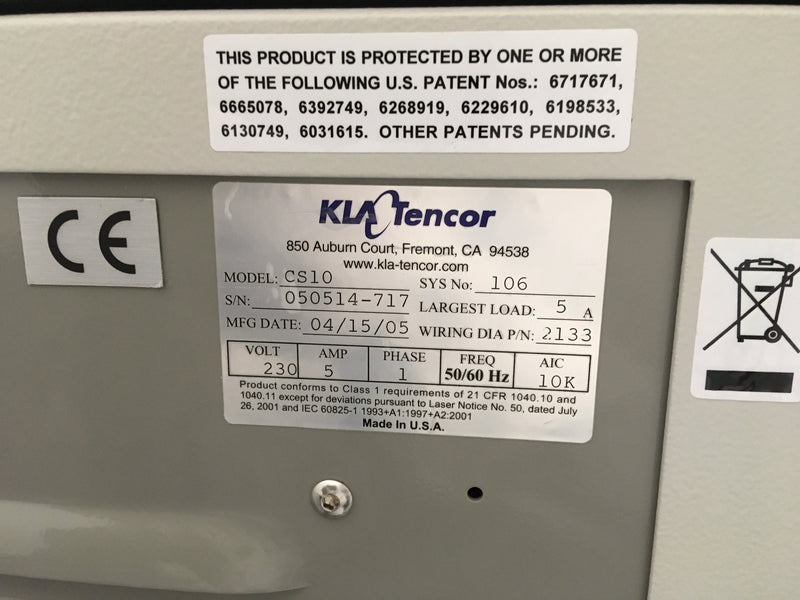 THIS PRODUCT IS PROTECTED BY ONE OR MORE
OF THE FOLLOWING U.S. PATENT Nos.: 6717671,
6665078, 6392749, 6268919, 6229610, 6198533,
6130749, 6031615. OTHER PATENTS PENDING.
CE
KLA Tencor
850 Auburn Court, Fremont, CA 94538
www.kla-tencor.com
MODEL: CS10 SYS No: 106
S/N: 050514-717 LARGEST LOAD: 5 A
MFG DATE: 04/15/05 WIRING DIA P/N: 2133
VOLT AMP PHASE FREQ AIC
230 5 1 50/60 Hz 10K
Product conforms to Class 1 requirements of 21 CFR 1040.10 and
1040.11 except for deviations pursuant to Laser Notice No. 50, dated July
26, 2001 and IEC 60825-1 1993+A1:1997+A2:2001
Made In U.S.A.